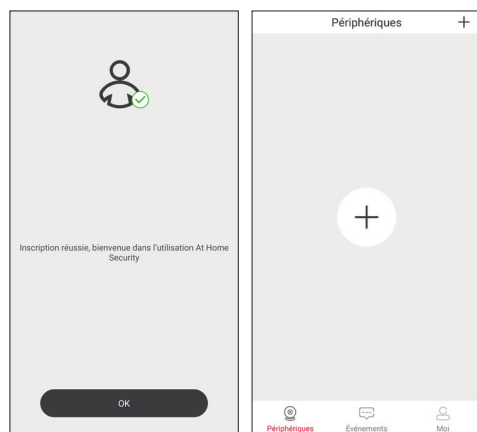 Inscription réussie, bienvenue dans l'utilisation At Home
Security
OK
Périphériques
Périphériques
Événements
Moi